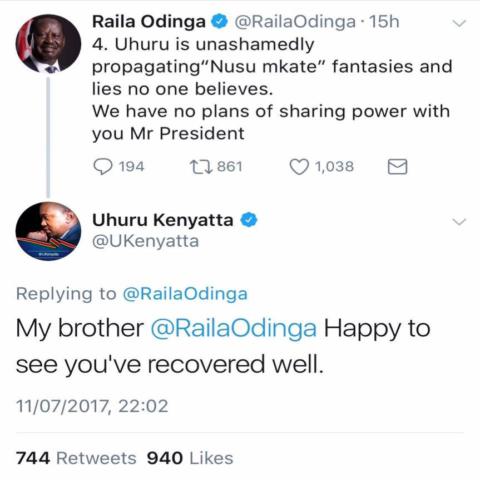 Raila Odinga @RailaOdinga · 15h
4. Uhuru is unashamedly
propagating“Nusu mkate” fantasies and
lies no one believes.
We have no plans of sharing power with
you Mr President
194 861 1,038
Uhuru Kenyatta
@UKenyatta
Replying to @RailaOdinga
My brother @RailaOdinga Happy to
see you've recovered well.
11/07/2017, 22:02
744 Retweets 940 Likes